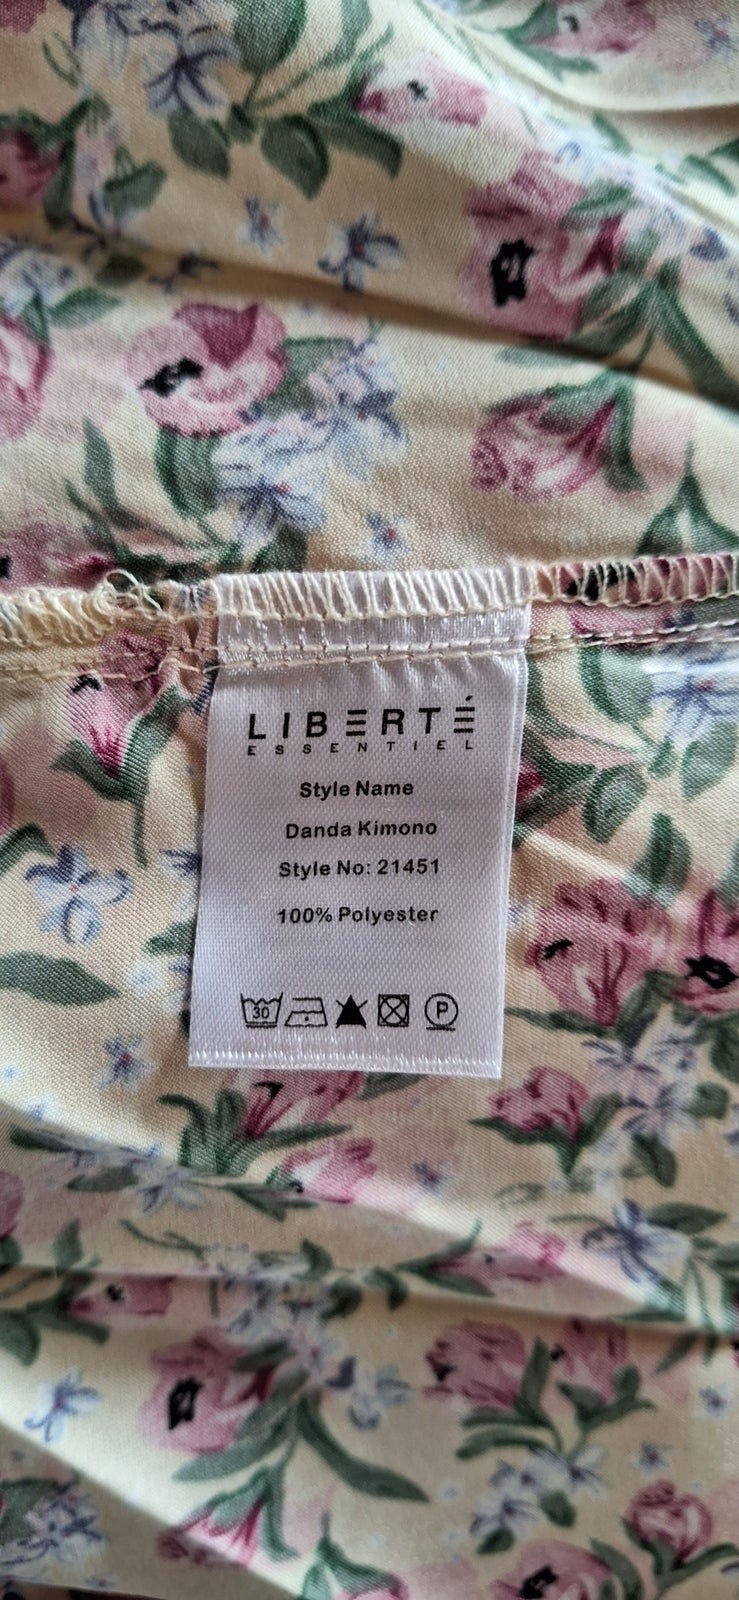 LIBERTÉ
ESSENTIEL
Style Name
Danda Kimono
Style No: 21451
100% Polyester
30 P